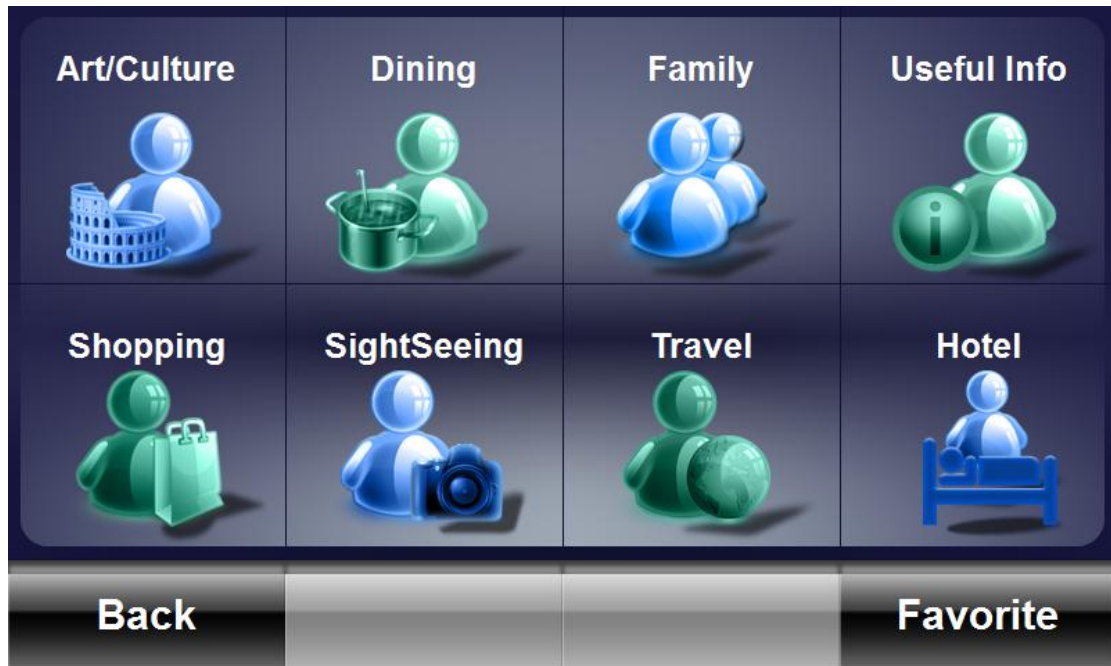 Art/Culture
Dining
Family
Useful Info
Shopping
SightSeeing
Travel
Hotel
Back
Favorite